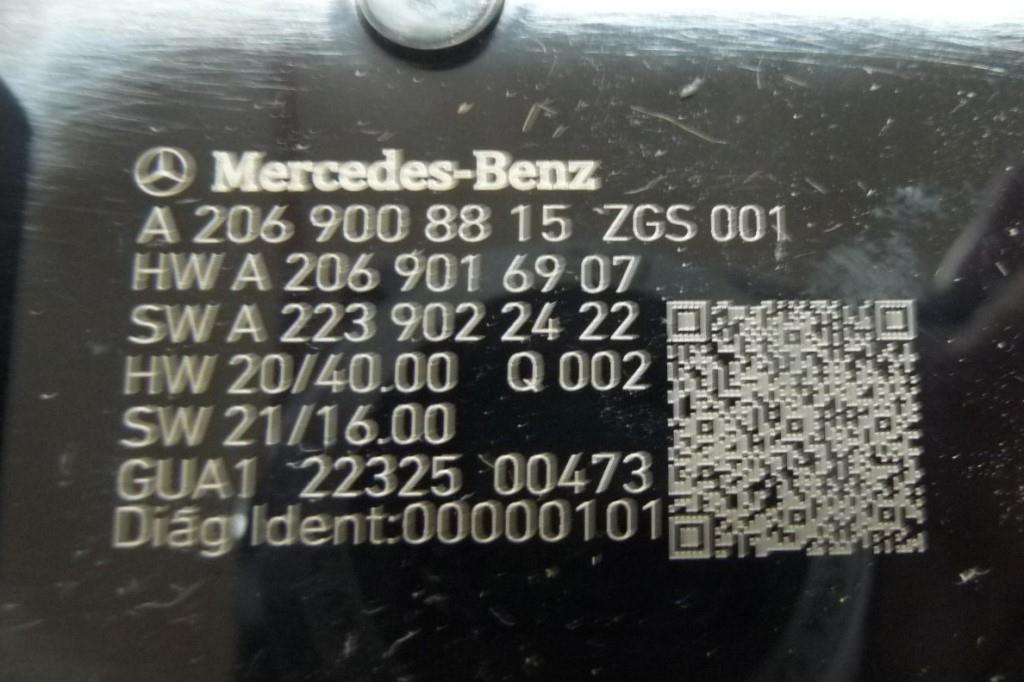 Mercedes-Benz
A 206 900 88 15 ZGS 001
HW A 206 901 69 07
SW A 223 902 24 22
HW 20/40.00 Q 002
SW 21/16.00
GUA1 22325 00473
Diag Ident:00000101